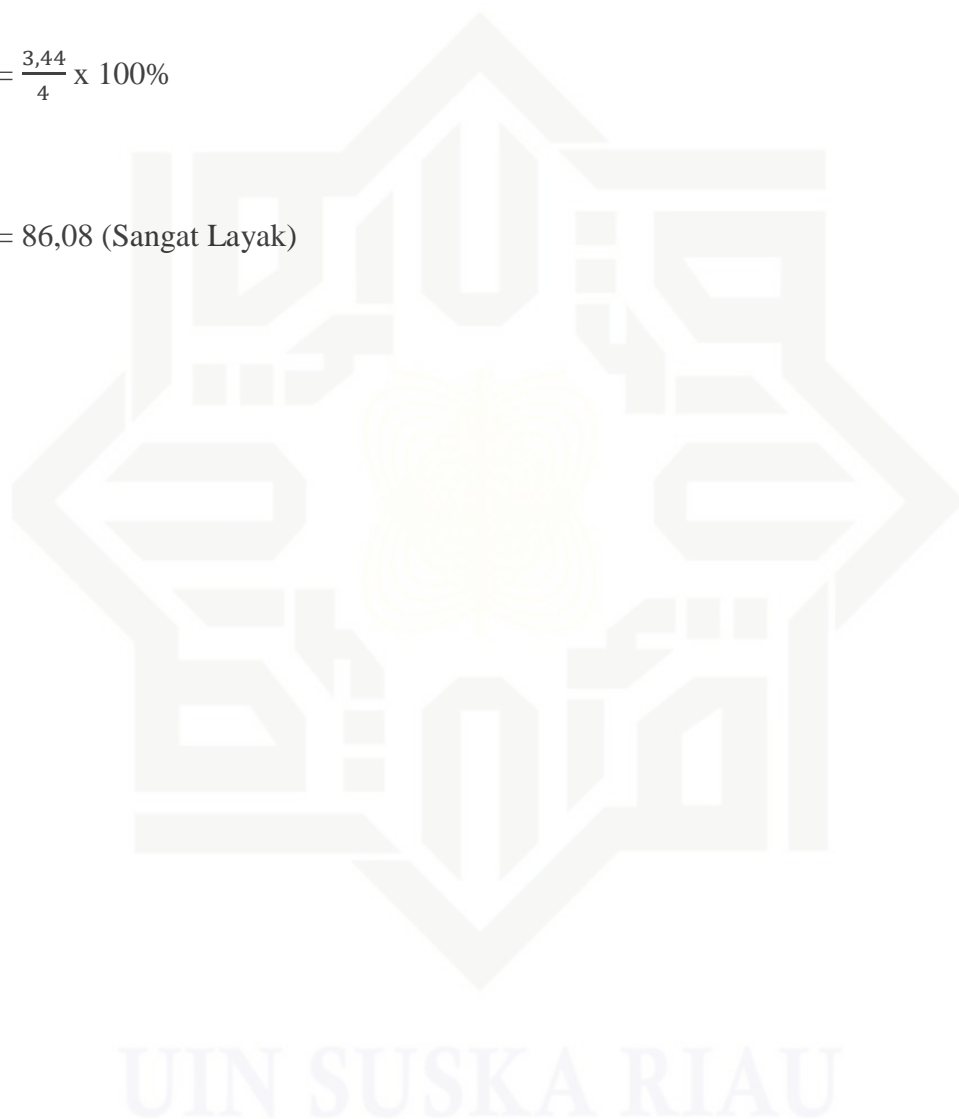 = 3,44/4 x 100%
= 86,08 (Sangat Layak)
UIN SUSKA RIAU